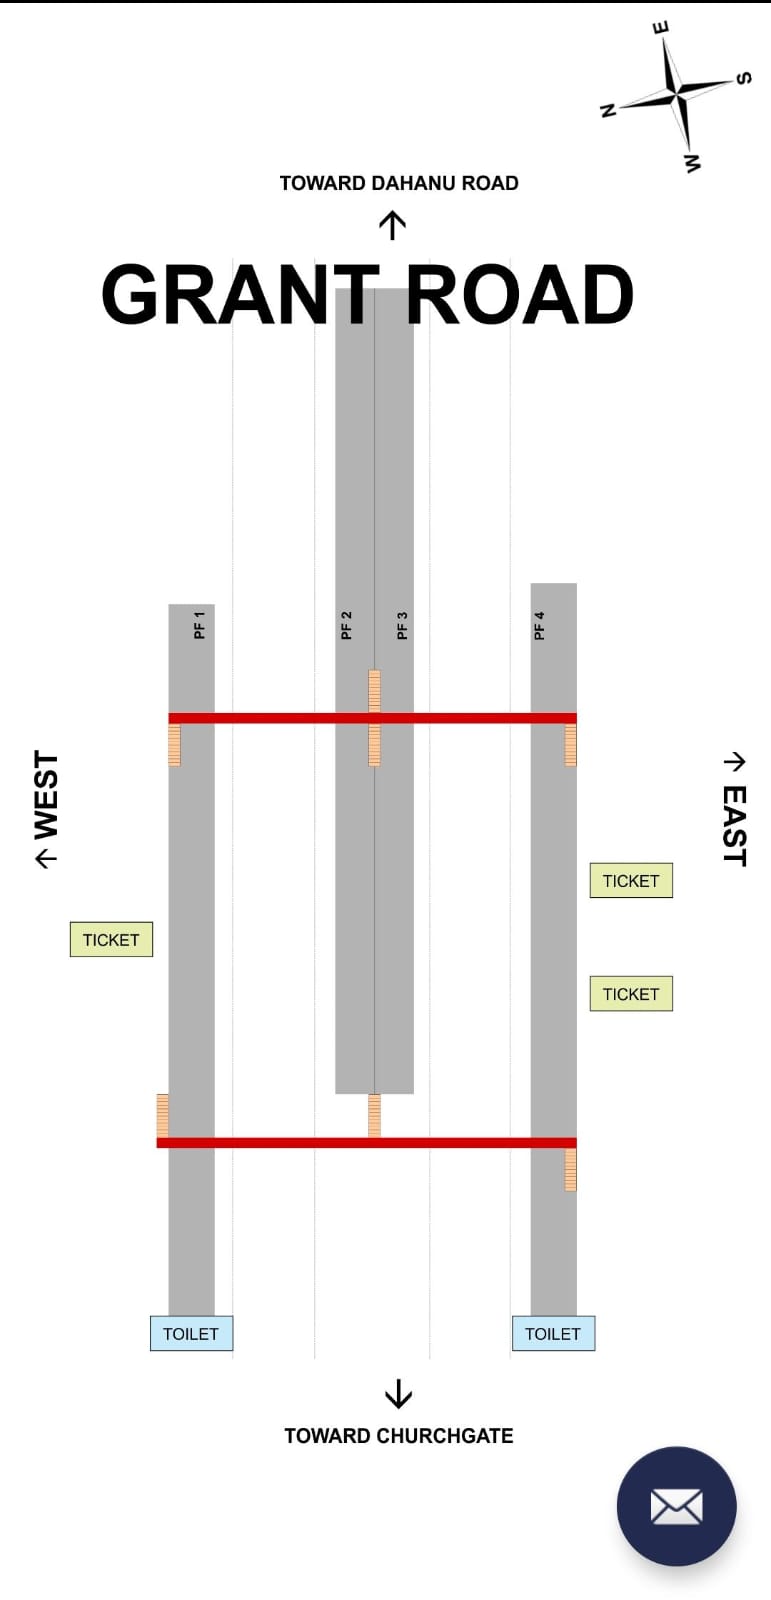 E
S
N
W
TOWARD DAHANU ROAD
↑
GRANT ROAD
PF 1
PF 2
PF 3
PF 4
← WEST
→ EAST
TICKET
TICKET
TICKET
TOILET
TOILET
↓
TOWARD CHURCHGATE